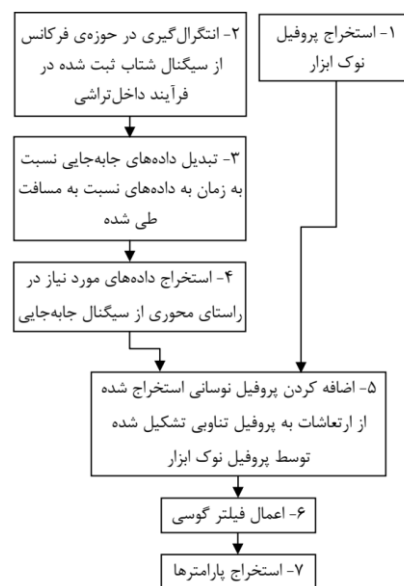 ۱- استخراج پروفیل
نوک ابزار
۲- انتگرال‌گیری در حوزه‌ی فرکانس
از سیگنال شتاب ثبت شده در
فرآیند داخل‌تراشی
۳- تبدیل داده‌های جابه‌جایی نسبت
به زمان به داده‌های نسبت به مسافت
طی شده
۴- استخراج داده‌های مورد نیاز در
راستای محوری از سیگنال جابه‌جایی
۵- اضافه کردن پروفیل نوسانی استخراج شده
از ارتعاشات به پروفیل تناوبی تشکیل شده
توسط پروفیل نوک ابزار
۶- اعمال فیلتر گوسی
۷- استخراج پارامترها